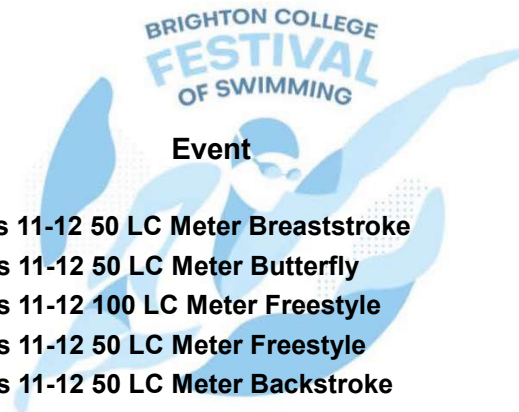 BRIGHTON COLLEGE
FESTIVAL
OF SWIMMING
Event
s 11-12 50 LC Meter Breaststroke
s 11-12 50 LC Meter Butterfly
s 11-12 100 LC Meter Freestyle
s 11-12 50 LC Meter Freestyle
s 11-12 50 LC Meter Backstroke